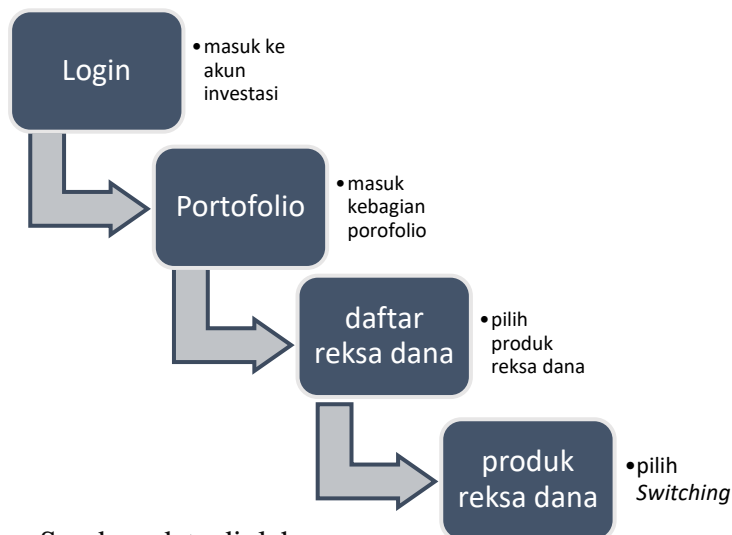 Login
•masuk ke
akun
investasi
Portofolio
•masuk
kebagian
porofolio
daftar
reksa dana
•pilih
produk
reksa dana
produk
reksa dana
•pilih
Switching